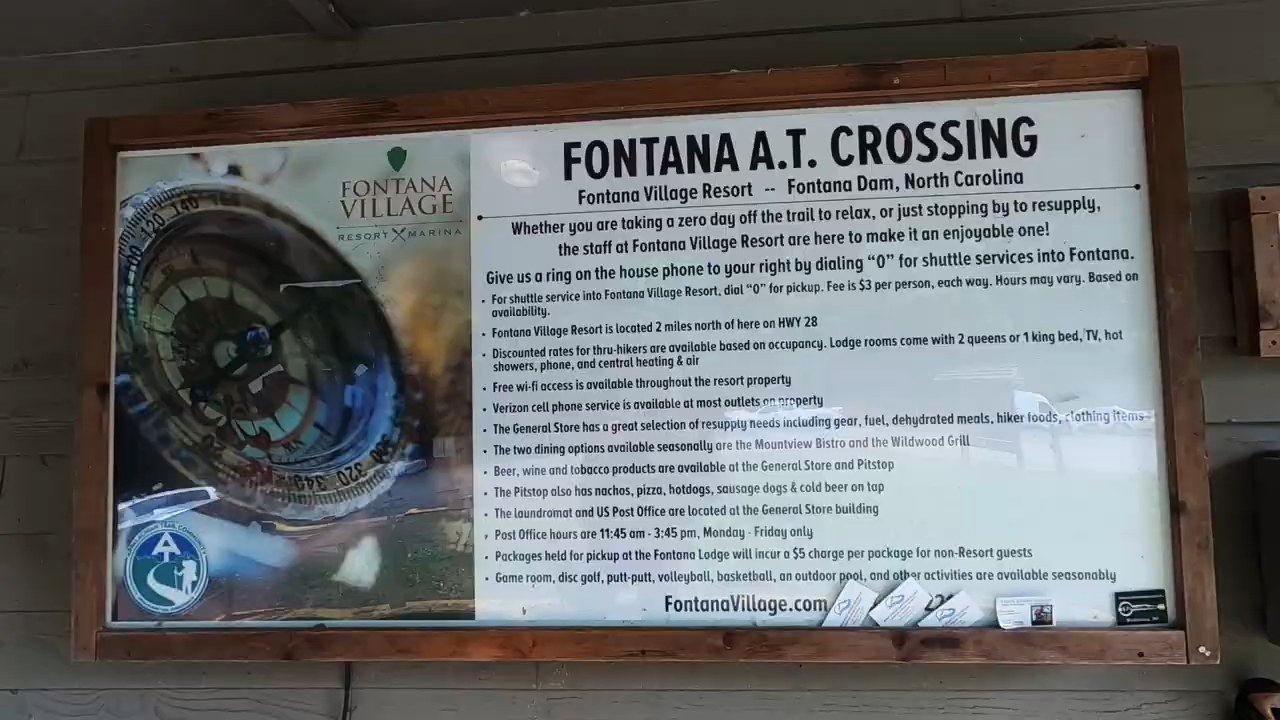 FONTANA
VILLAGE
RESORT MARINA
120 140
340 320
FONTANA A.T. CROSSING
Fontana Village Resort -- Fontana Dam, North Carolina
Whether you are taking a zero day off the trail to relax, or just stopping by to resupply,
the staff at Fontana Village Resort are here to make it an enjoyable one!
Give us a ring on the house phone to your right by dialing “0” for shuttle services into Fontana.
• For shuttle service into Fontana Village Resort, dial “0” for pickup. Fee is $3 per person, each way. Hours may vary. Based on
availability.
• Fontana Village Resort is located 2 miles north of here on HWY 28
• Discounted rates for thru-hikers are available based on occupancy. Lodge rooms come with 2 queens or 1 king bed, TV, hot
showers, phone, and central heating & air
• Free wi-fi access is available throughout the resort property
• Verizon cell phone service is available at most outlets on property
• The General Store has a great selection of resupply needs including gear, fuel, dehydrated meals, hiker foods, clothing items
• The two dining options available seasonally are the Mountview Bistro and the Wildwood Grill
• Beer, wine and tobacco products are available at the General Store and Pitstop
• The Pitstop also has nachos, pizza, hotdogs, sausage dogs & cold beer on tap
• The laundromat and US Post Office are located at the General Store building
• Post Office hours are 11:45 am - 3:45 pm, Monday - Friday only
• Packages held for pickup at the Fontana Lodge will incur a $5 charge per package for non-Resort guests
• Game room, disc golf, putt-putt, volleyball, basketball, an outdoor pool, and other activities are available seasonably
FontanaVillage.com